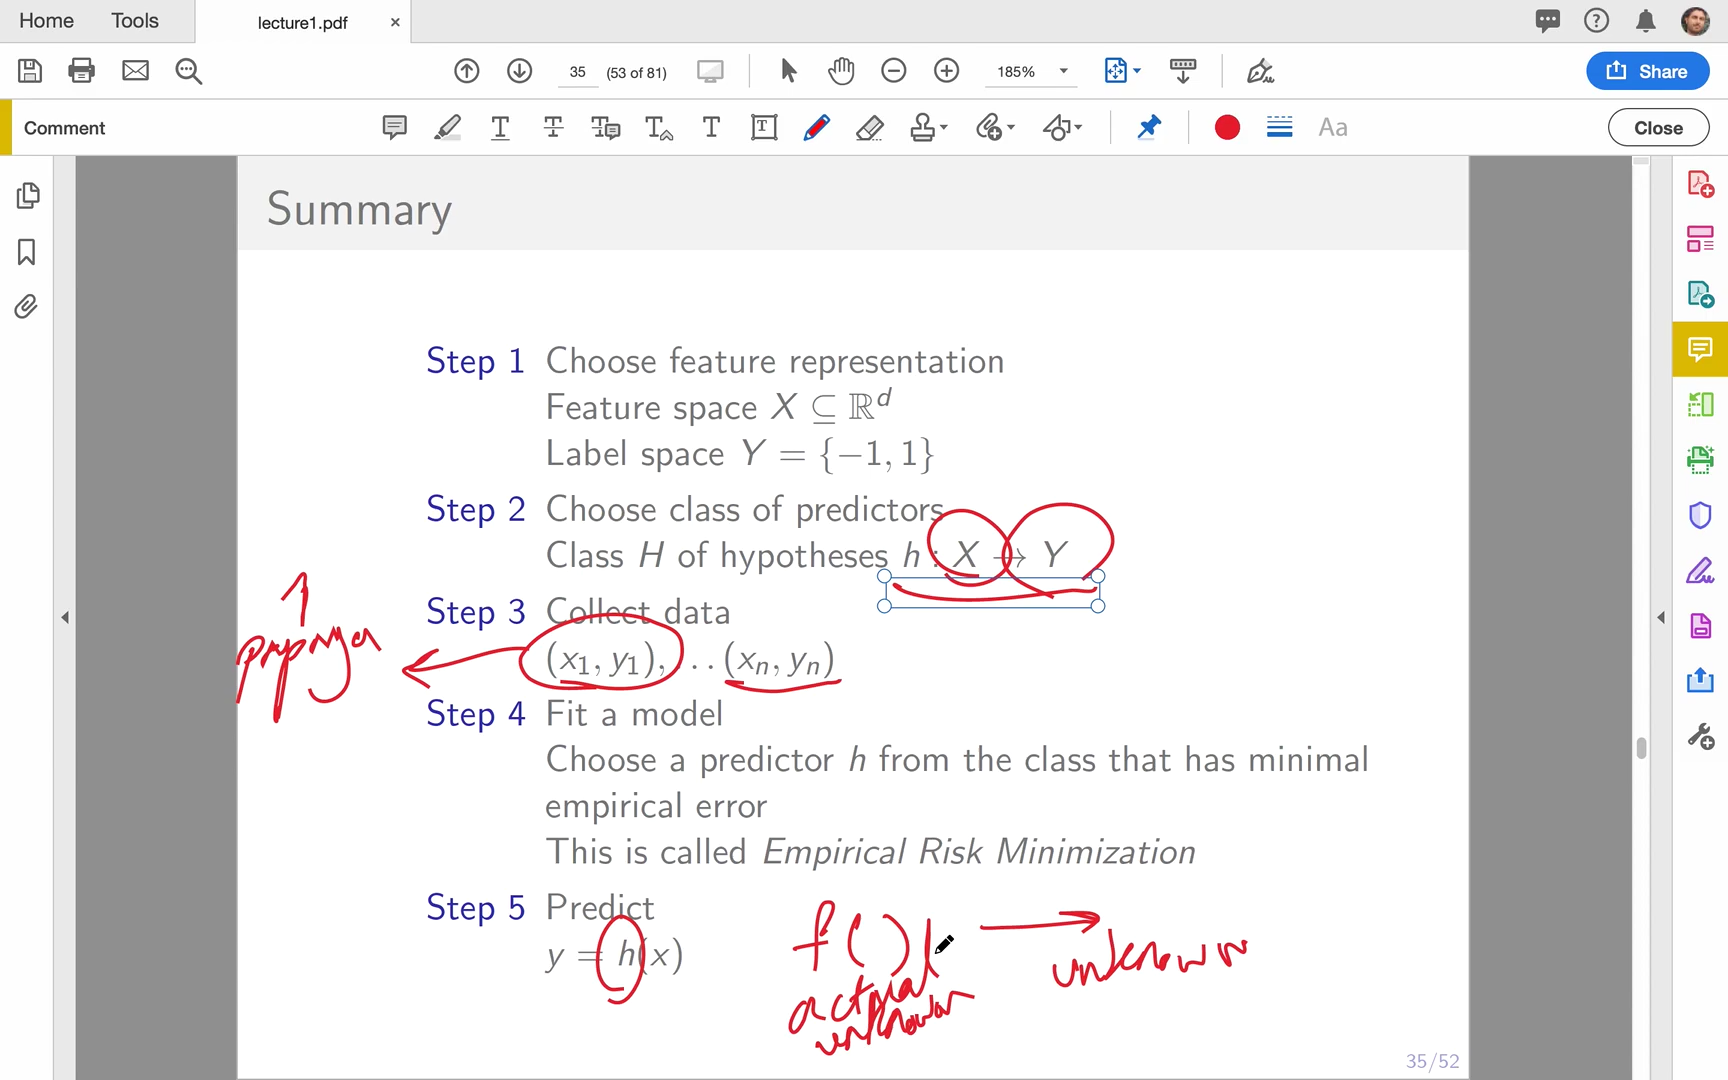 Home Tools lecture1.pdf ×
35 (53 of 81) 185% Share
Comment T T T T T Aa Close
Summary
Step 1 Choose feature representation
Feature space X ⊆ ℝᵈ
Label space Y = {−1, 1}
Step 2 Choose class of predictors
Class H of hypotheses h : X → Y
Step 3 Collect data
(x₁, y₁), . . (xₙ, yₙ)
Step 4 Fit a model
Choose a predictor h from the class that has minimal
empirical error
This is called Empirical Risk Minimization
Step 5 Predict
y = h(x)
f( )
unknown
actual
unknown
35/52